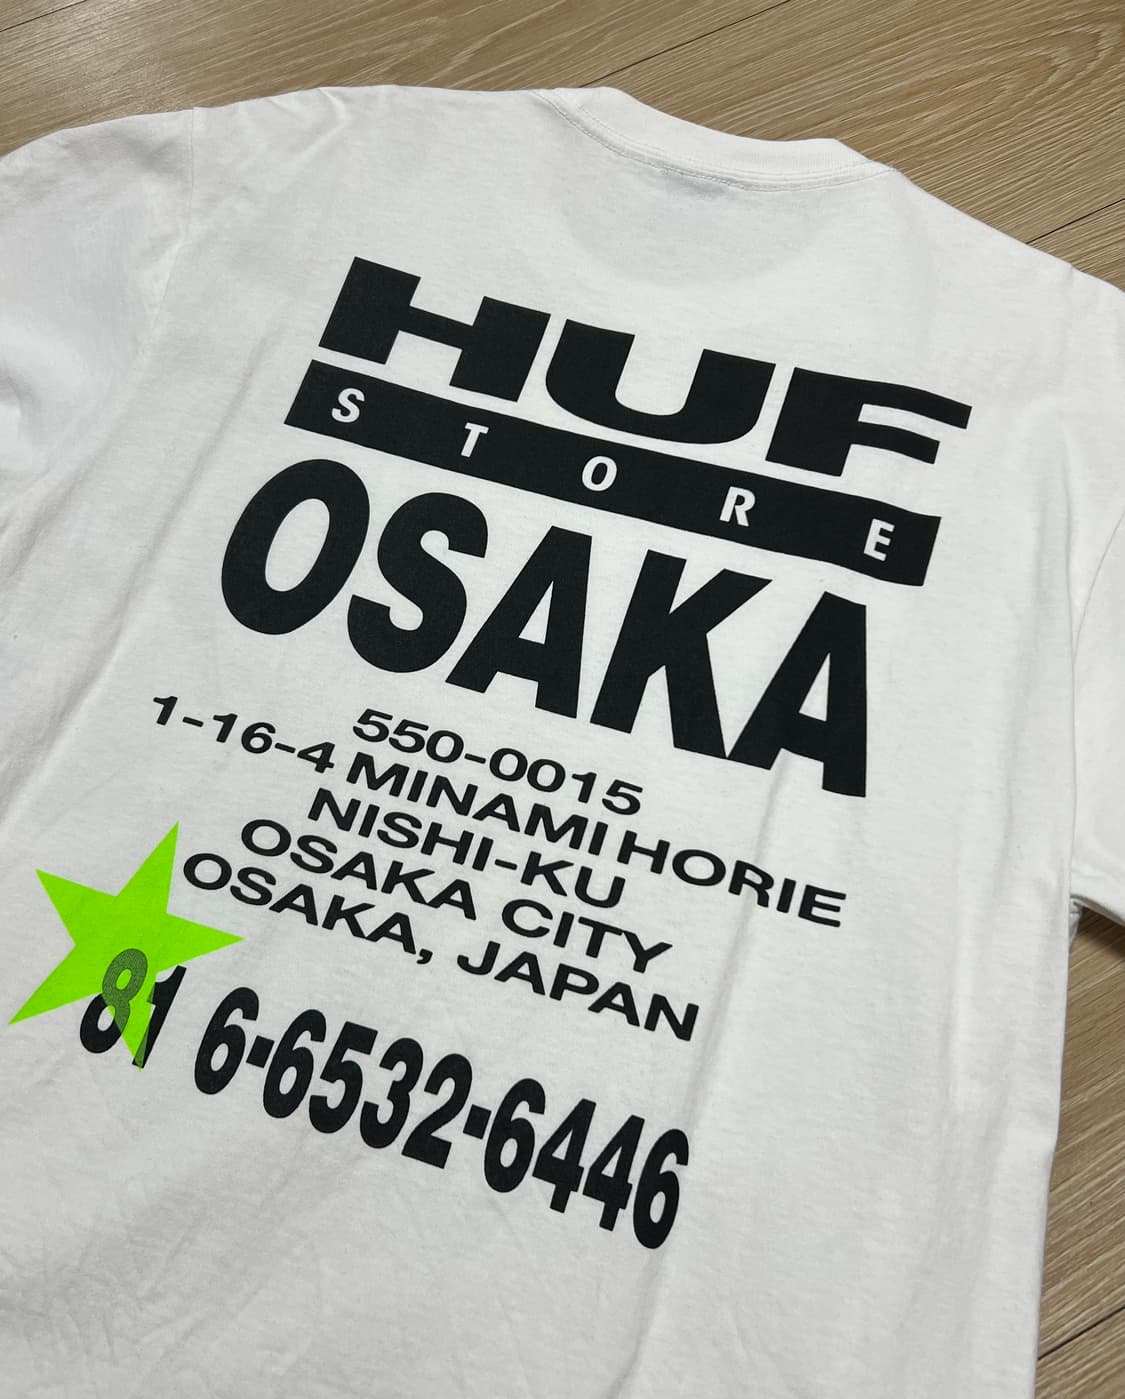 HUF
STORE
OSAKA
550-0015
1-16-4 MINAMI HORIE
NISHI-KU
OSAKA CITY
OSAKA, JAPAN
81 6-6532-6446